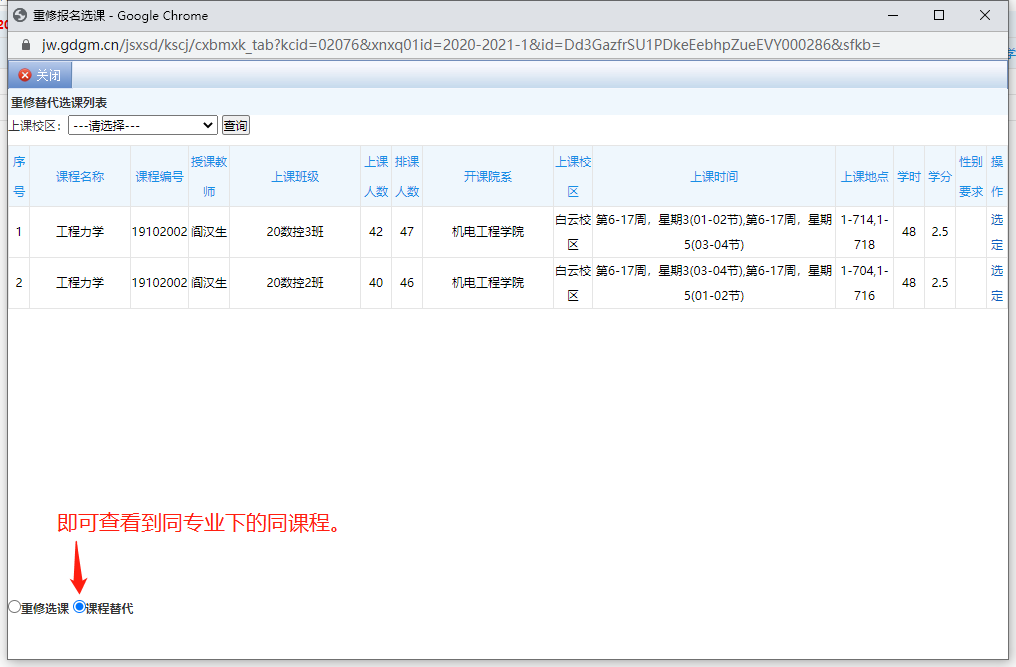 重修报名选课 - Google Chrome
jw.gdgm.cn/jsxsd/kscj/cxbmxk_tab?kcid=02076&xnxq01id=2020-2021-1&id=Dd3GazfrSU1PDkeEebhpZueEVY000286&sfkb=
关闭
重修替代选课列表
上课校区： ---请选择--- 查询
序号 课程名称 课程编号 授课教师 上课班级 上课人数 排课人数 开课院系 上课校区 上课时间 上课地点 学时 学分 性别要求 操作
1 工程力学 19102002 阎汉生 20数控3班 42 47 机电工程学院 白云校区 第6-17周，星期3(01-02节),第6-17周，星期5(03-04节) 1-714,1-718 48 2.5 选定
2 工程力学 19102002 阎汉生 20数控2班 40 46 机电工程学院 白云校区 第6-17周，星期3(03-04节),第6-17周，星期5(01-02节) 1-704,1-716 48 2.5 选定
即可查看到同专业下的同课程。
重修选课 课程替代